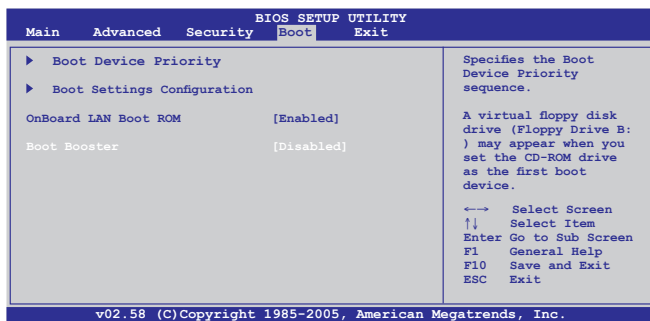 BIOS SETUP UTILITY
Main Advanced Security Boot Exit
Boot Device Priority
Boot Settings Configuration
OnBoard LAN Boot ROM [Enabled]
Boot Booster [Disabled]
Specifies the Boot
Device Priority
sequence.
A virtual floppy disk
drive (Floppy Drive B:
) may appear when you
set the CD-ROM drive
as the first boot
device.
←→ Select Screen
↑↓ Select Item
Enter Go to Sub Screen
F1 General Help
F10 Save and Exit
ESC Exit
v02.58 (C)Copyright 1985-2005, American Megatrends, Inc.